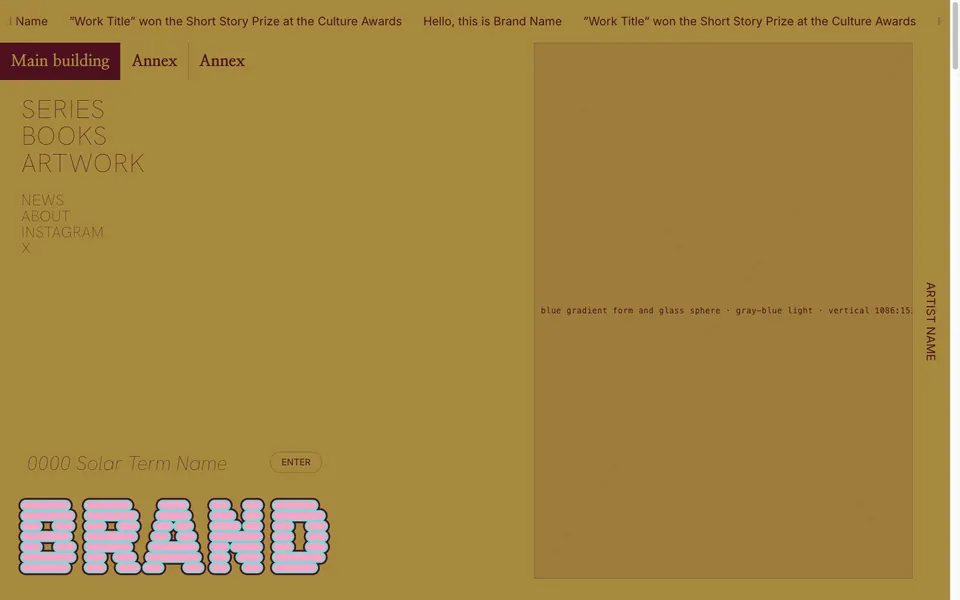 Name "Work Title" won the Short Story Prize at the Culture Awards Hello, this is Brand Name "Work Title" won the Short Story Prize at the Culture Awards
Main building Annex Annex
SERIES
BOOKS
ARTWORK
NEWS
ABOUT
INSTAGRAM
X
blue gradient form and glass sphere · gray-blue light · vertical 1086:15
ARTIST NAME
0000 Solar Term Name ENTER
BRAND